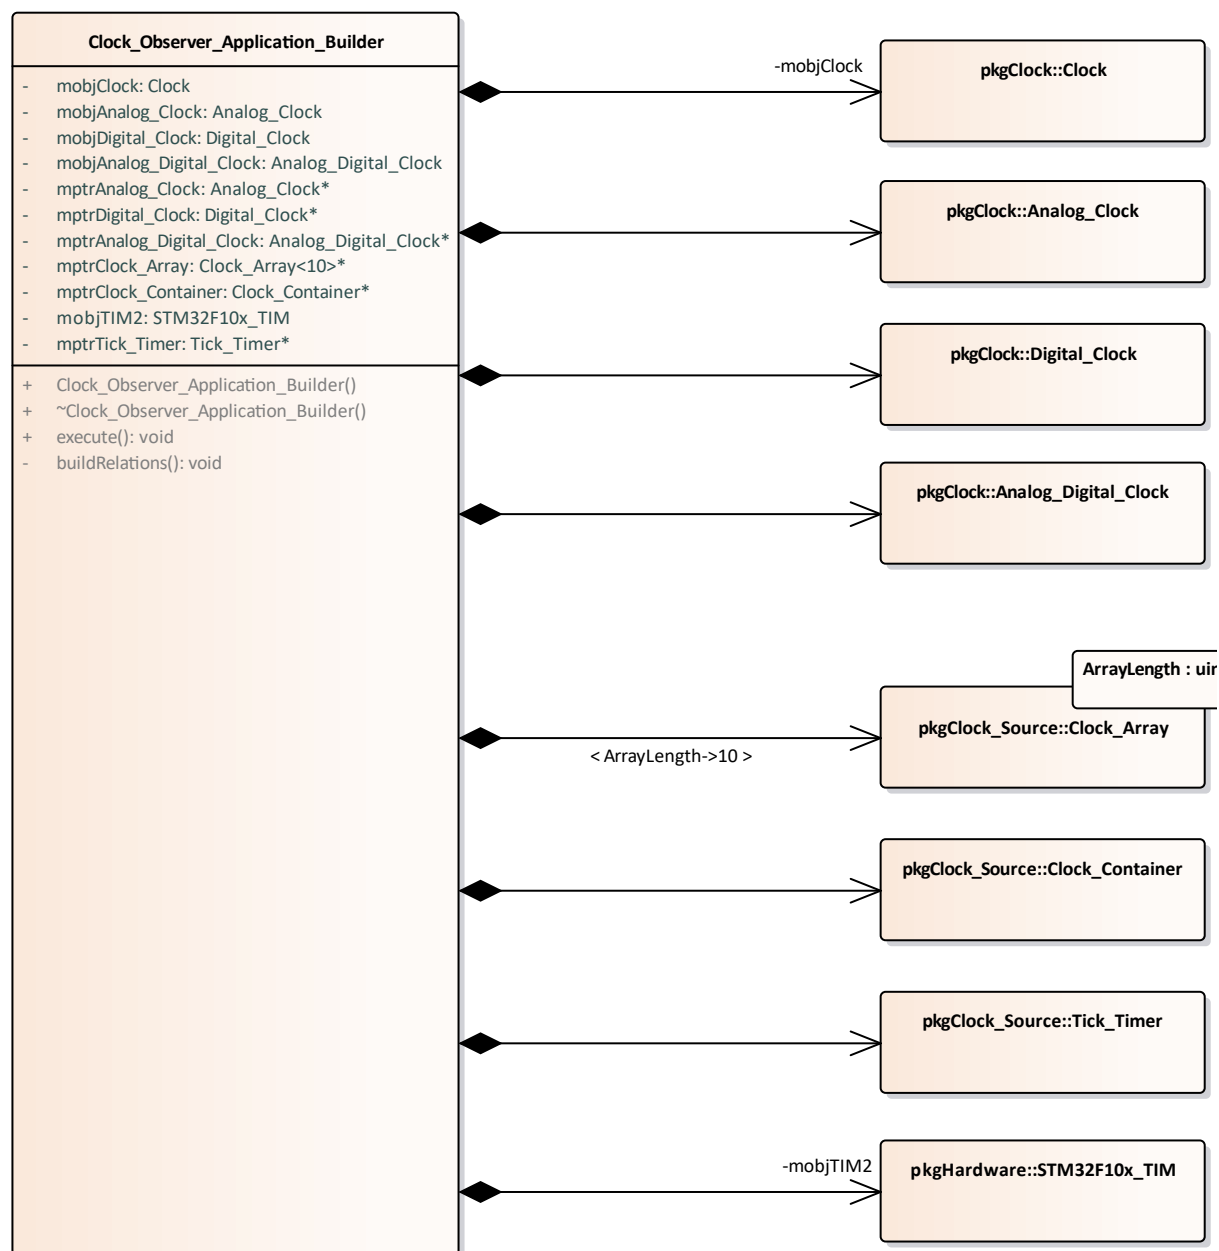 Clock_Observer_Application_Builder
- mobjClock: Clock
- mobjAnalog_Clock: Analog_Clock
- mobjDigital_Clock: Digital_Clock
- mobjAnalog_Digital_Clock: Analog_Digital_Clock
- mptrAnalog_Clock: Analog_Clock*
- mptrDigital_Clock: Digital_Clock*
- mptrAnalog_Digital_Clock: Analog_Digital_Clock*
- mptrClock_Array: Clock_Array<10>*
- mptrClock_Container: Clock_Container*
- mobjTIM2: STM32F10x_TIM
- mptrTick_Timer: Tick_Timer*
+ Clock_Observer_Application_Builder()
+ ~Clock_Observer_Application_Builder()
+ execute(): void
- buildRelations(): void
-mobjClock
pkgClock::Clock
pkgClock::Analog_Clock
pkgClock::Digital_Clock
pkgClock::Analog_Digital_Clock
ArrayLength :
pkgClock_Source::Clock_Array
< ArrayLength->10 >
pkgClock_Source::Clock_Container
pkgClock_Source::Tick_Timer
-mobjTIM2
pkgHardware::STM32F10x_TIM